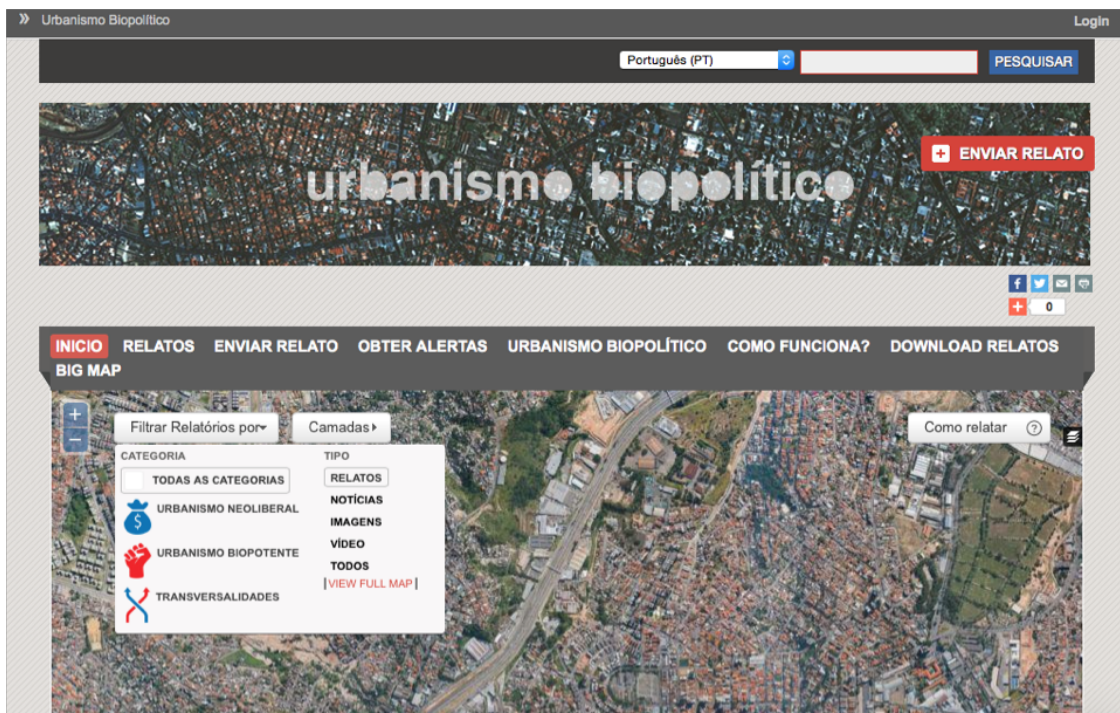 » Urbanismo Biopolítico
Login
Português (PT)
PESQUISAR
urbanismo biopolítico
+ ENVIAR RELATO
0
INICIO RELATOS ENVIAR RELATO OBTER ALERTAS URBANISMO BIOPOLÍTICO COMO FUNCIONA? DOWNLOAD RELATOS
BIG MAP
+
−
Filtrar Relatórios por
Camadas
Como relatar ?
CATEGORIA
TODAS AS CATEGORIAS
URBANISMO NEOLIBERAL
URBANISMO BIOPOTENTE
TRANSVERSALIDADES
TIPO
RELATOS
NOTÍCIAS
IMAGENS
VÍDEO
TODOS
|VIEW FULL MAP|